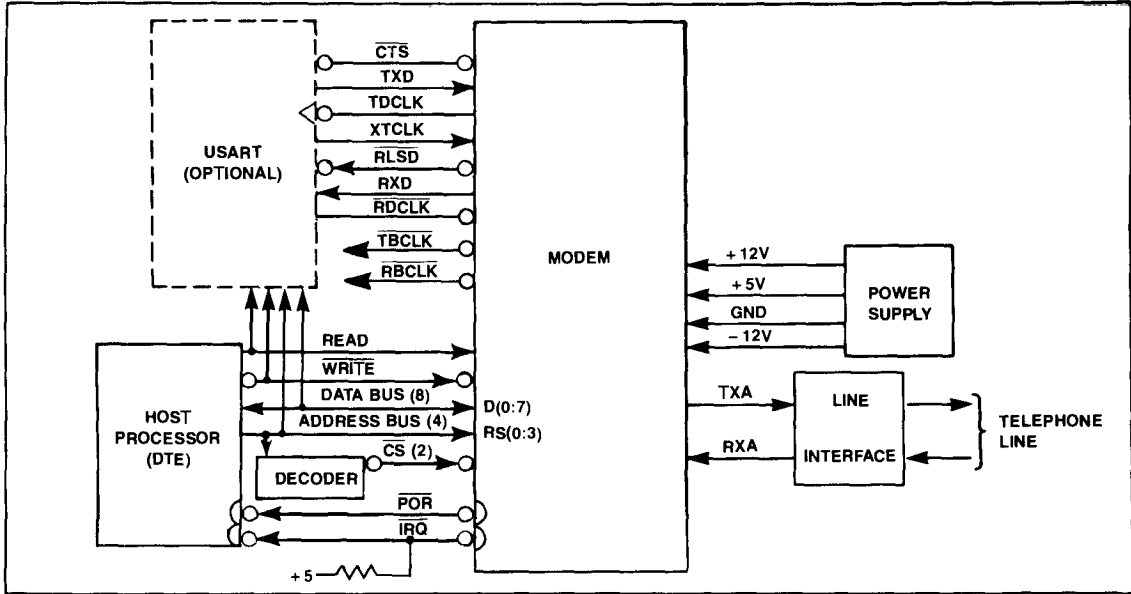 CTS
TXD
TDCLK
XTCLK
RLSD
RXD
RDCLK
TBCLK
RBCLK
USART
(OPTIONAL)
MODEM
+12V
+5V
GND
-12V
POWER
SUPPLY
READ
WRITE
DATA BUS (8)
D(0:7)
ADDRESS BUS (4)
RS(0:3)
CS (2)
HOST
PROCESSOR
(DTE)
DECODER
POR
IRQ
+5
TXA
RXA
LINE
INTERFACE
TELEPHONE
LINE